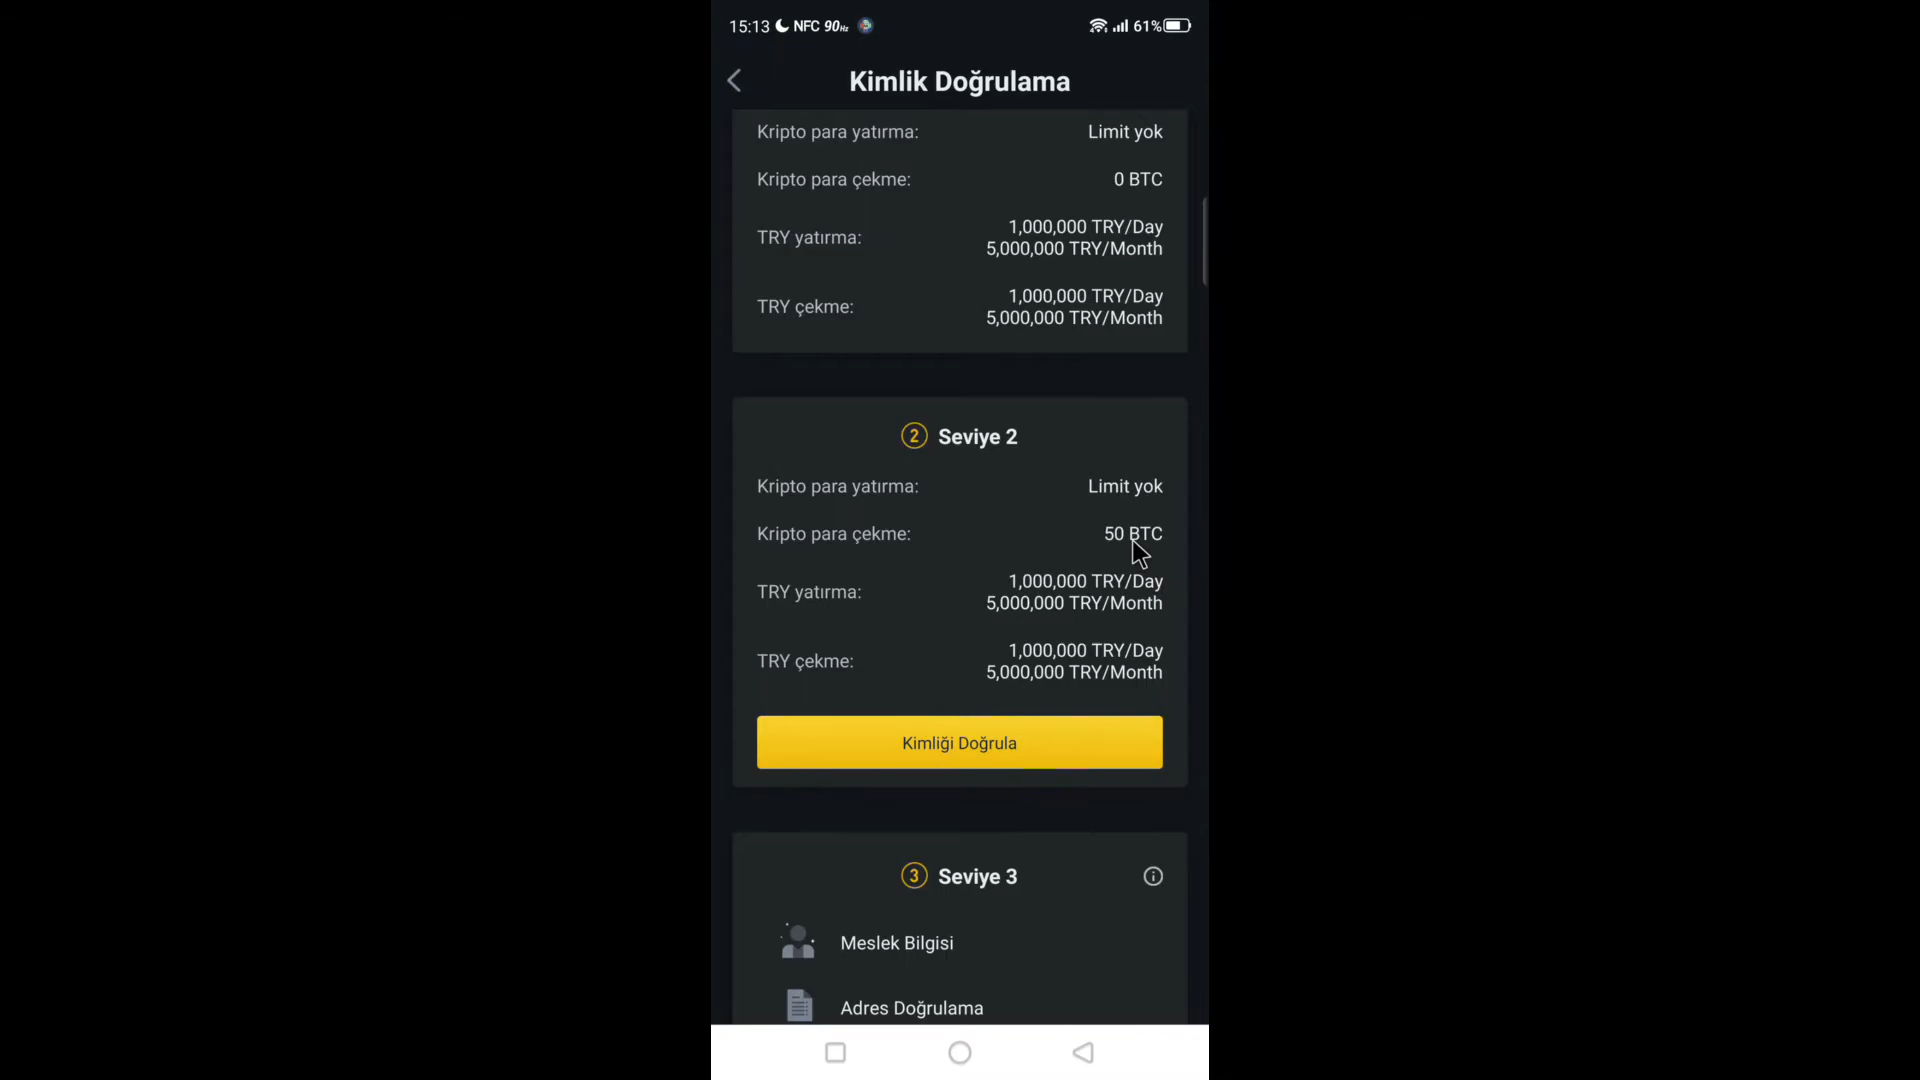 15:13 NFC 90Hz 61%
Kimlik Doğrulama
Kripto para yatırma: Limit yok
Kripto para çekme: 0 BTC
TRY yatırma: 1,000,000 TRY/Day
5,000,000 TRY/Month
TRY çekme: 1,000,000 TRY/Day
5,000,000 TRY/Month
2 Seviye 2
Kripto para yatırma: Limit yok
Kripto para çekme: 50 BTC
TRY yatırma: 1,000,000 TRY/Day
5,000,000 TRY/Month
TRY çekme: 1,000,000 TRY/Day
5,000,000 TRY/Month
Kimliği Doğrula
3 Seviye 3
Meslek Bilgisi
Adres Doğrulama